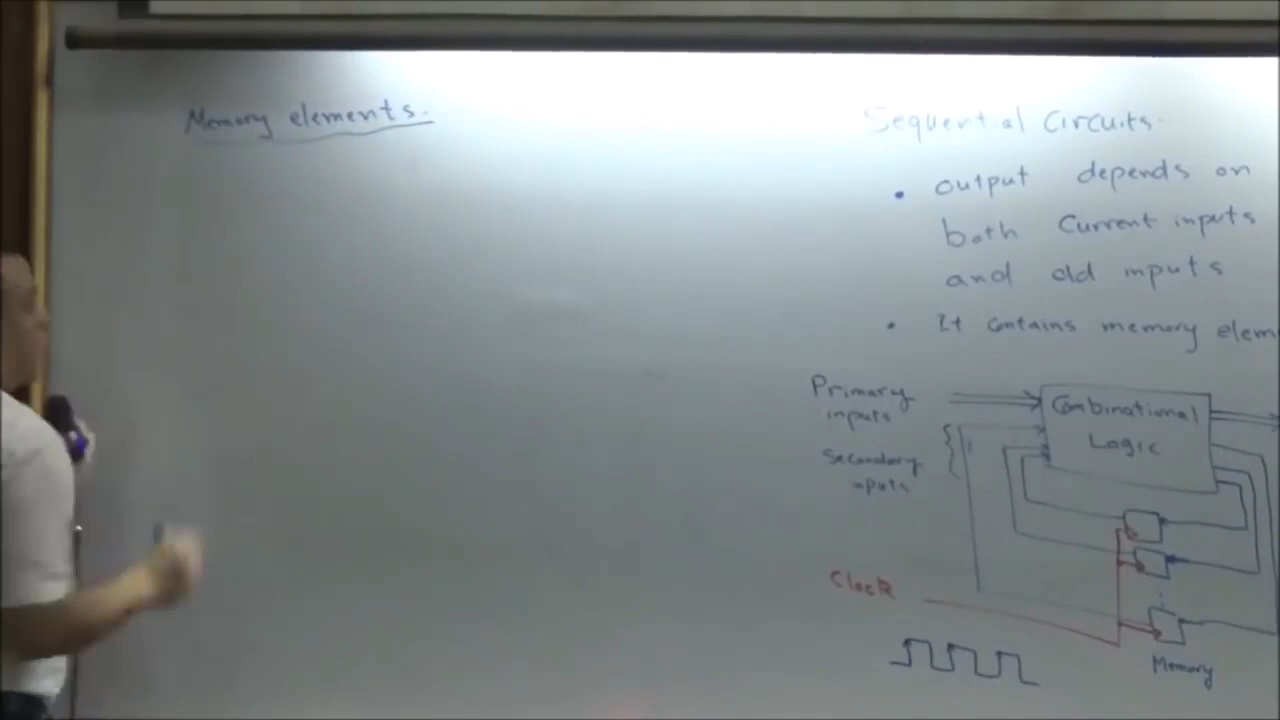 Memory elements.
Sequential Circuits.
• output depends on
both current inputs
and old inputs
• It contains memory elem
Primary
inputs
Combinational
Logic
Secondary
inputs
Clock
Memory